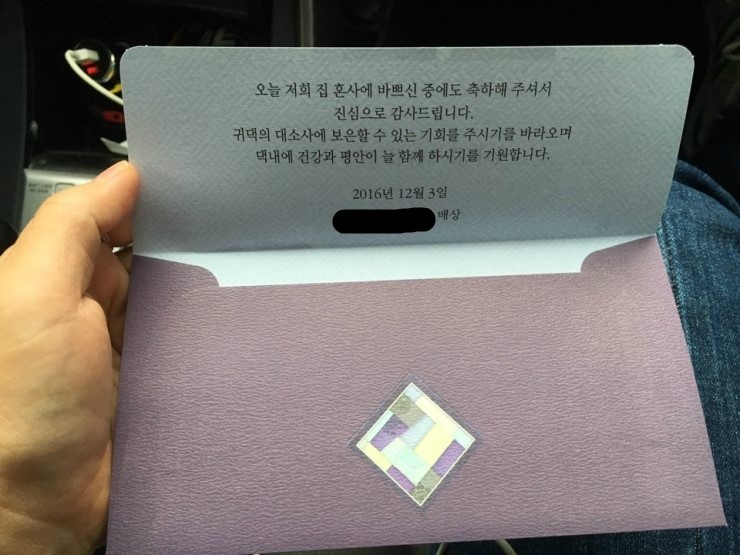 오늘 저희 집 혼사에 바쁘신 중에도 축하해 주셔서
진심으로 감사드립니다.
귀댁의 대소사에 보은할 수 있는 기회를 주시기를 바라오며
댁내에 건강과 평안이 늘 함께 하시기를 기원합니다.
2016년 12월 3일
배상